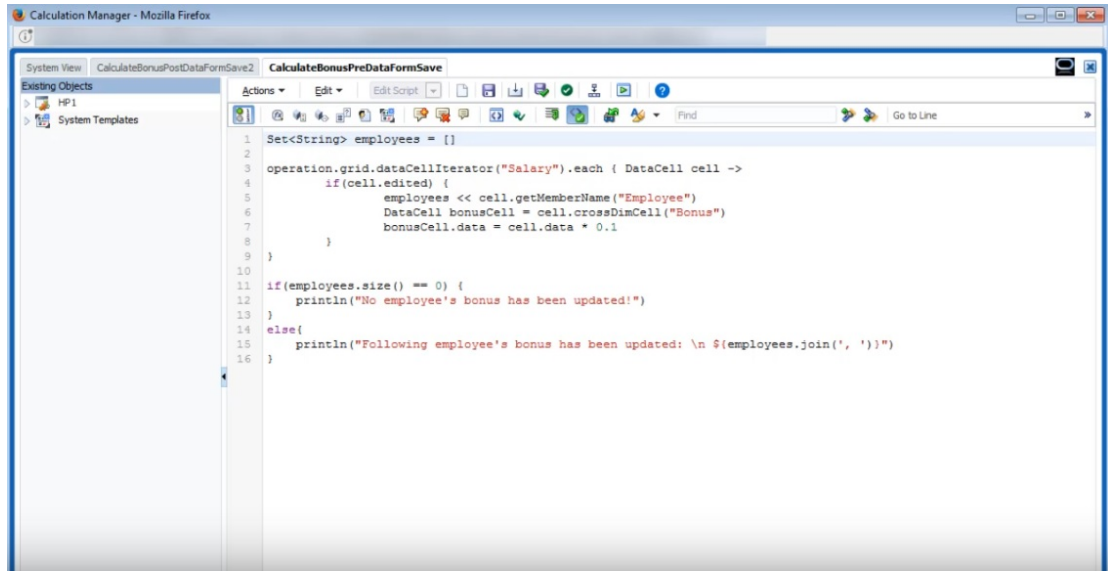 Calculation Manager - Mozilla Firefox
System View CalculateBonusPostDataFormSave2 CalculateBonusPreDataFormSave
Existing Objects
HP1
System Templates
Actions Edit Edit Script
Find Go to Line
1 Set<String> employees = []
2
3 operation.grid.dataCellIterator("Salary").each { DataCell cell ->
4 if(cell.edited) {
5 employees << cell.getMemberName("Employee")
6 DataCell bonusCell = cell.crossDimCell("Bonus")
7 bonusCell.data = cell.data * 0.1
8 }
9 }
10
11 if(employees.size() == 0) {
12 println("No employee's bonus has been updated!")
13 }
14 else{
15 println("Following employee's bonus has been updated: \n ${employees.join(', ')}")
16 }